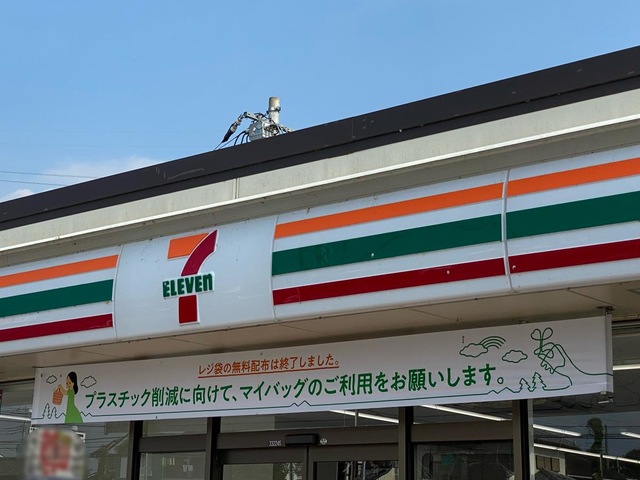 7
ELEVEN
レジ袋の無料配布は終了しました。
プラスチック削減に向けて、マイバッグのご利用をお願いします。